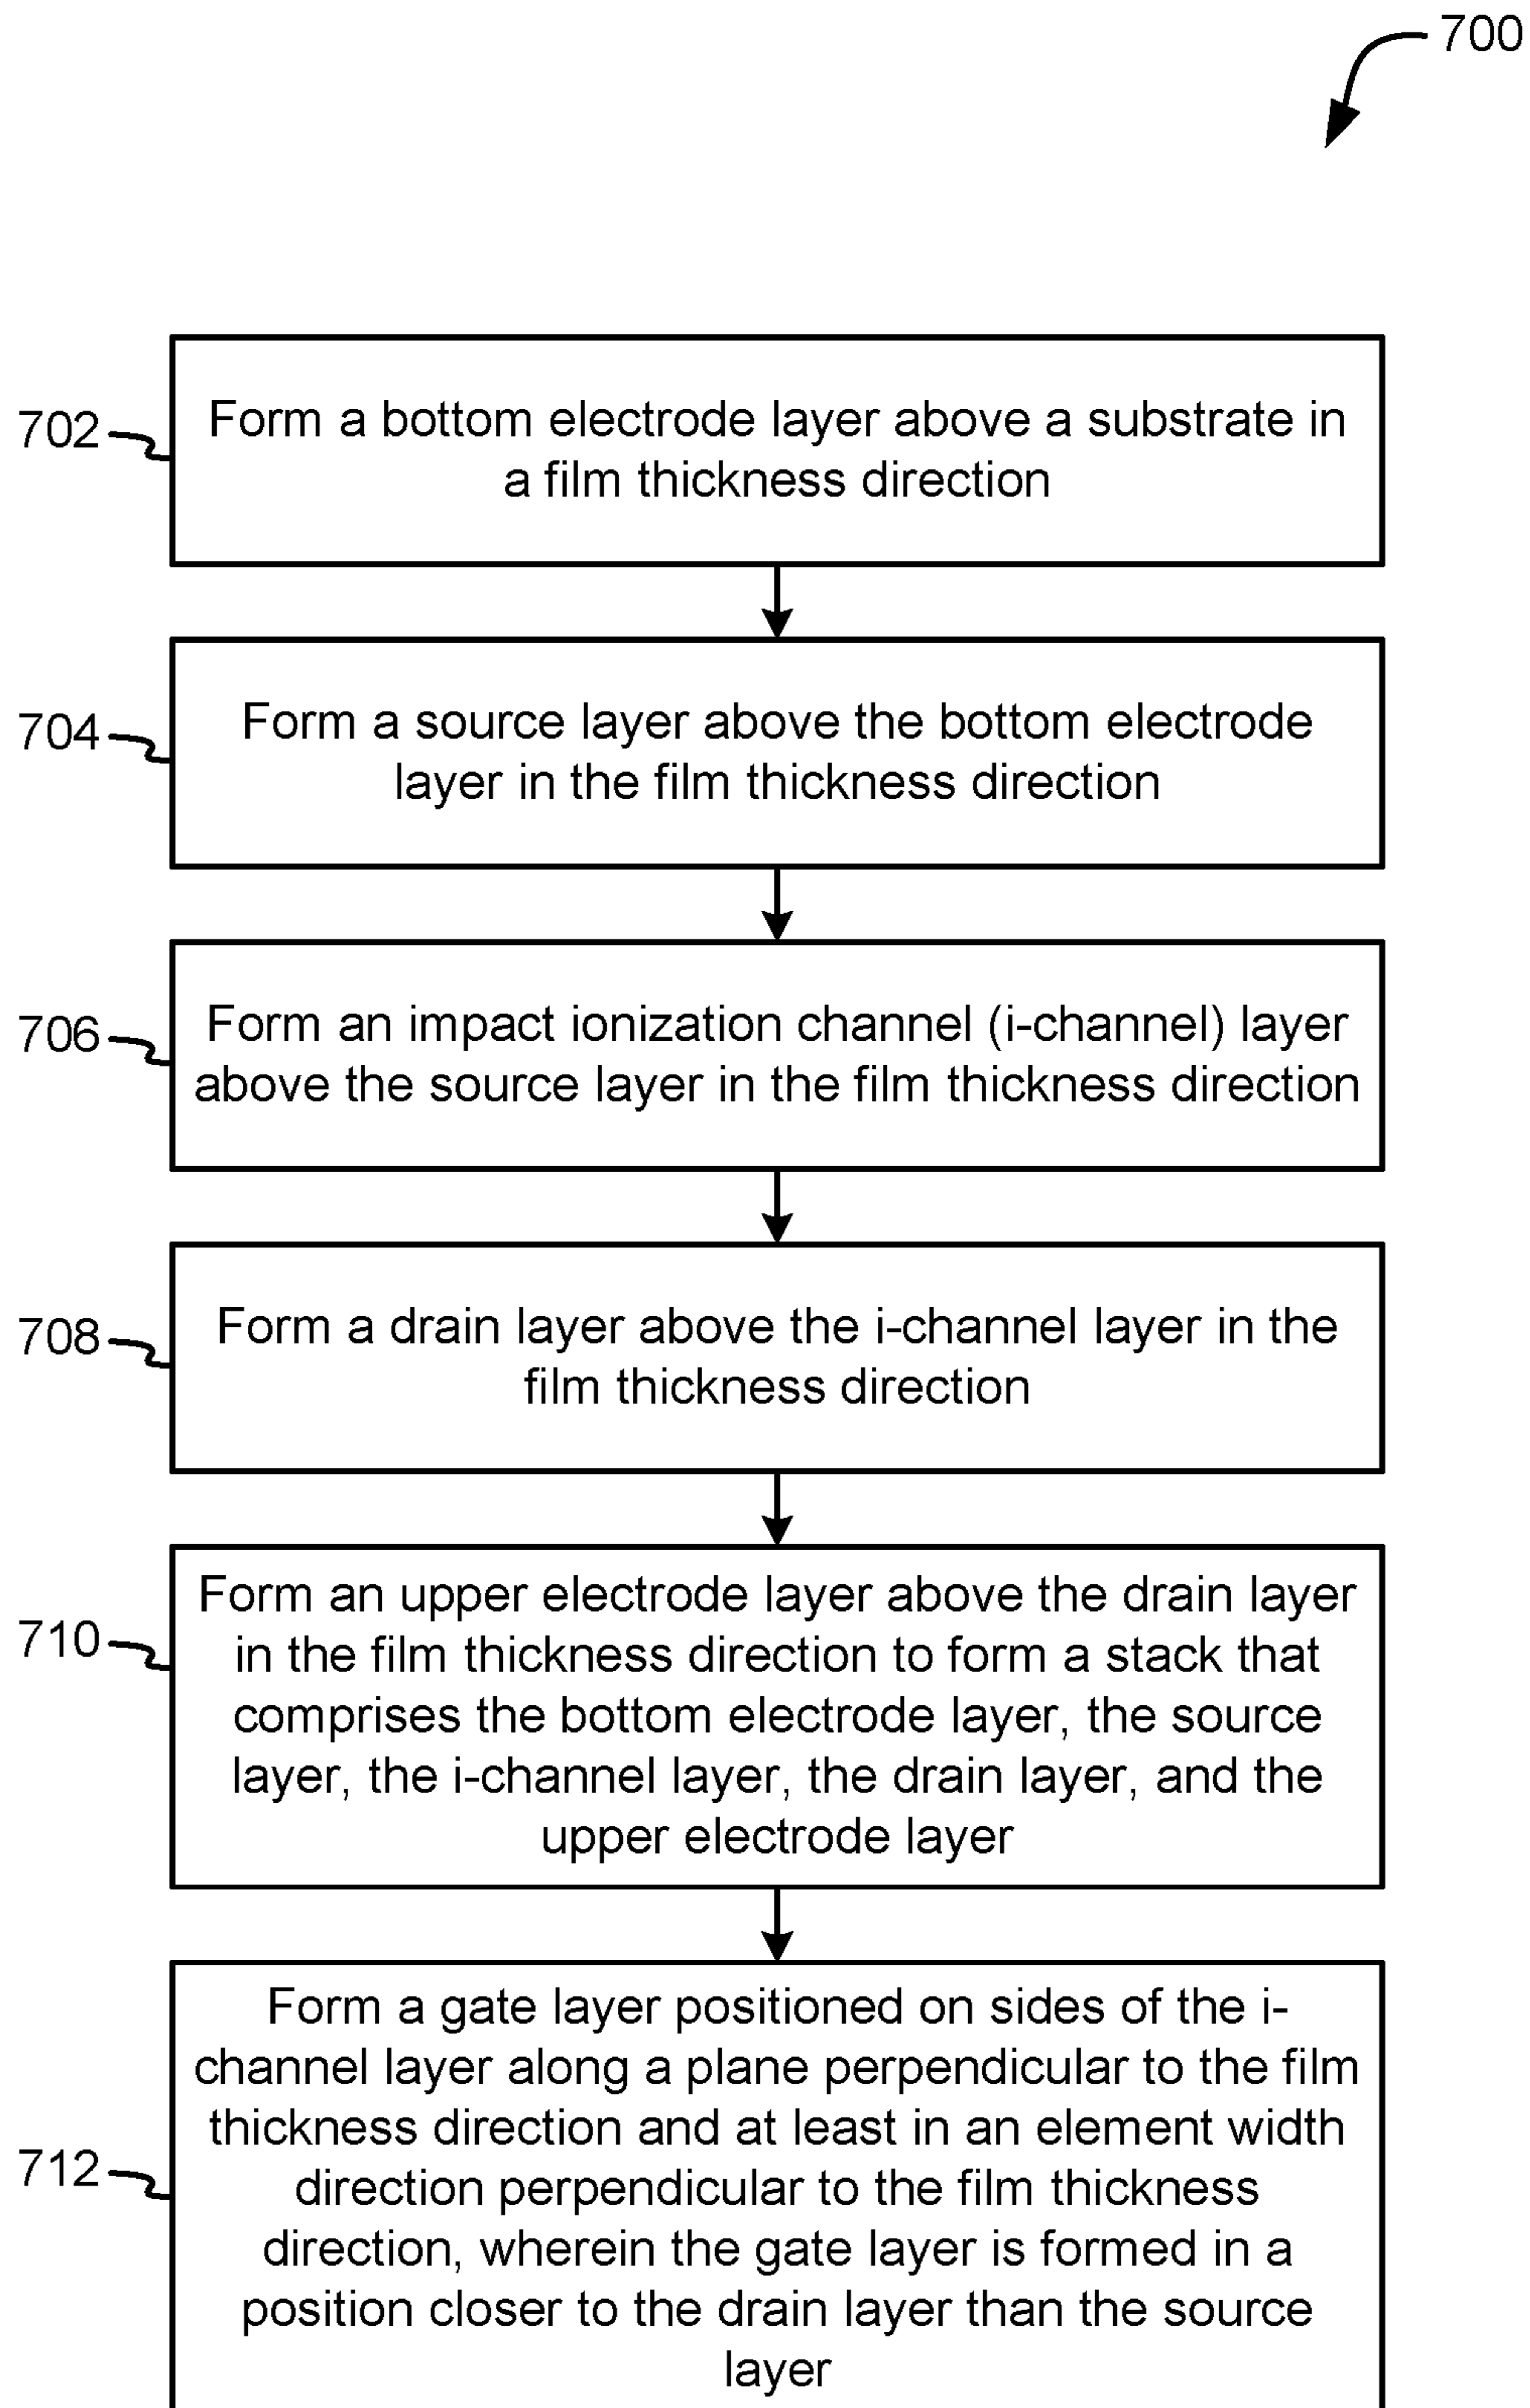 700
702
Form a bottom electrode layer above a substrate in
a film thickness direction
704
Form a source layer above the bottom electrode
layer in the film thickness direction
706
Form an impact ionization channel (i-channel) layer
above the source layer in the film thickness direction
708
Form a drain layer above the i-channel layer in the
film thickness direction
710
Form an upper electrode layer above the drain layer
in the film thickness direction to form a stack that
comprises the bottom electrode layer, the source
layer, the i-channel layer, the drain layer, and the
upper electrode layer
712
Form a gate layer positioned on sides of the i-
channel layer along a plane perpendicular to the film
thickness direction and at least in an element width
direction perpendicular to the film thickness
direction, wherein the gate layer is formed in a
position closer to the drain layer than the source
layer